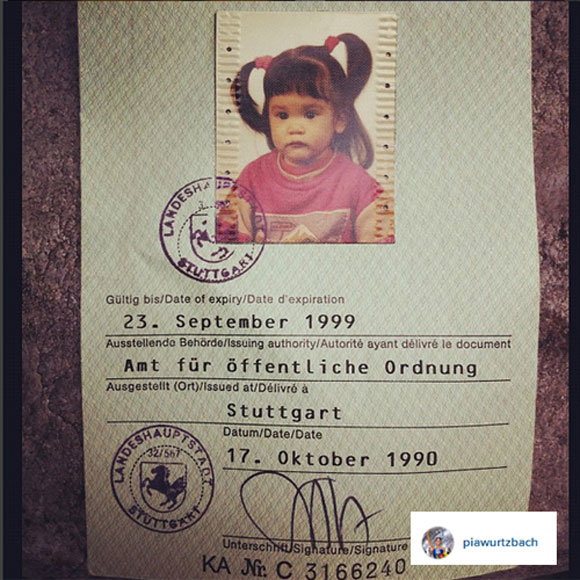 LANDESHAUPTSTADT
STUTTGART
Gültig bis/Date of expiry/Date d'expiration
23. September 1999
Ausstellende Behörde/Issuing authority/Autorité ayant délivré le document
Amt für öffentliche Ordnung
Ausgestellt (Ort)/Issued at/Délivré à
Stuttgart
Datum/Date/Date
17. Oktober 1990
LANDESHAUPTSTADT
32/567
STUTTGART
Unterschrift/Signature/Signature
KA Nr. C 3166240
piawurtzbach